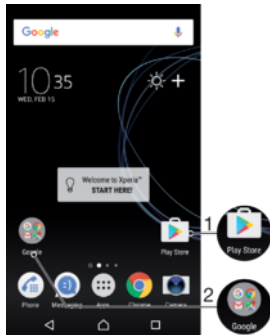 Google
10 35
WED, FEB 15
Welcome to Xperia™
START HERE!
Google
Play Store
1
Play Store
Phone
Messaging
Apps
Chrome
Camera
2
Google